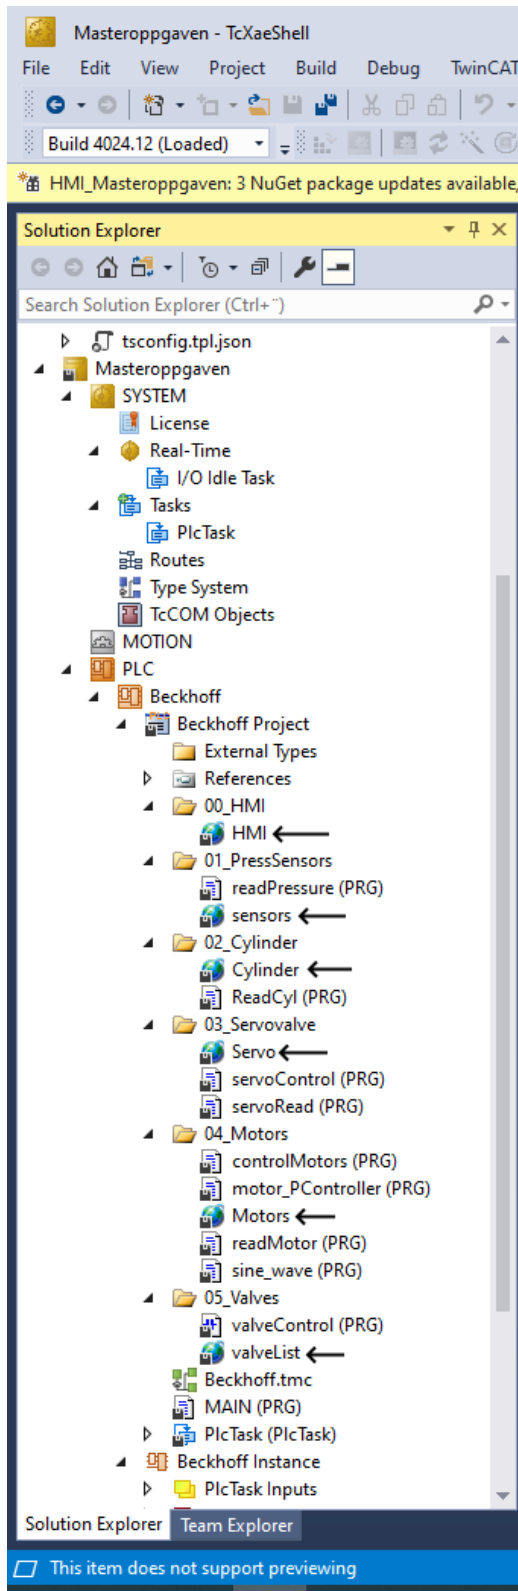 Masteroppgaven - TcXaeShell
File Edit View Project Build Debug TwinCAT
Build 4024.12 (Loaded)
HMI_Masteroppgaven: 3 NuGet package updates available,
Solution Explorer
Search Solution Explorer (Ctrl+¨)
tsconfig.tpl.json
Masteroppgaven
SYSTEM
License
Real-Time
I/O Idle Task
Tasks
PlcTask
Routes
Type System
TcCOM Objects
MOTION
PLC
Beckhoff
Beckhoff Project
External Types
References
00_HMI
HMI
01_PressSensors
readPressure (PRG)
sensors
02_Cylinder
Cylinder
ReadCyl (PRG)
03_Servovalve
Servo
servoControl (PRG)
servoRead (PRG)
04_Motors
controlMotors (PRG)
motor_PController (PRG)
Motors
readMotor (PRG)
sine_wave (PRG)
05_Valves
valveControl (PRG)
valveList
Beckhoff.tmc
MAIN (PRG)
PlcTask (PlcTask)
Beckhoff Instance
PlcTask Inputs
Solution Explorer Team Explorer
This item does not support previewing